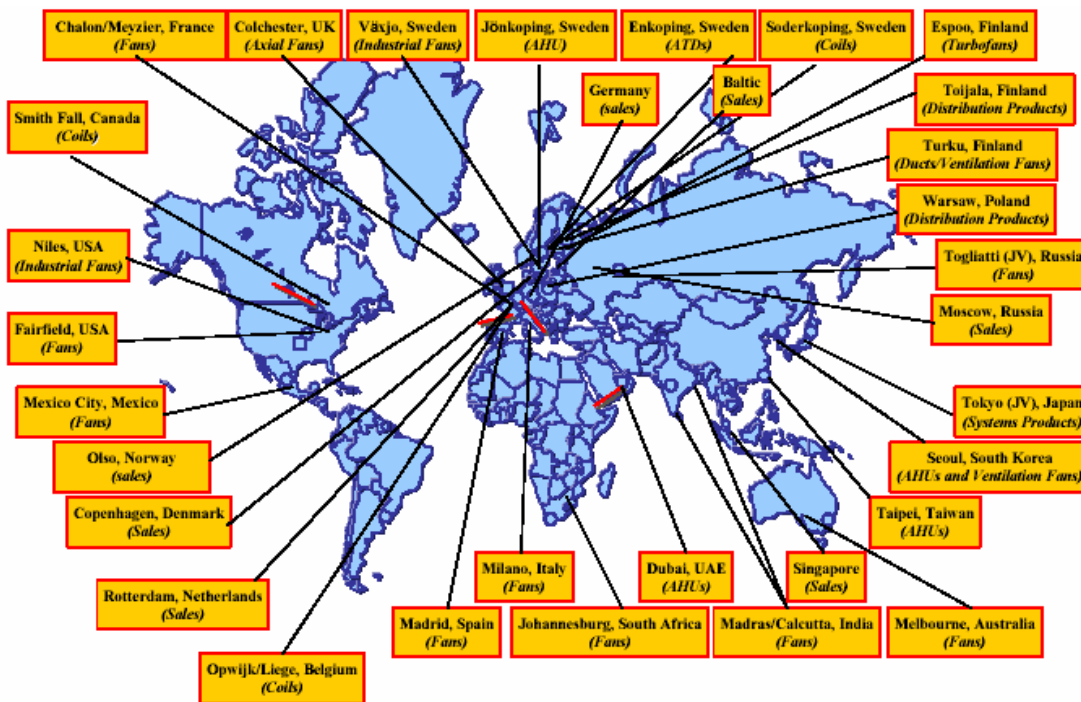 Chalon/Meyzier, France
(Fans)
Colchester, UK
(Axial Fans)
Växjo, Sweden
(Industrial Fans)
Jönkoping, Sweden
(AHU)
Enkoping, Sweden
(ATDs)
Soderkoping, Sweden
(Coils)
Espoo, Finland
(Turbofans)
Germany
(sales)
Baltic
(Sales)
Toijala, Finland
(Distribution Products)
Smith Fall, Canada
(Coils)
Turku, Finland
(Ducts/Ventilation Fans)
Warsaw, Poland
(Distribution Products)
Niles, USA
(Industrial Fans)
Togliatti (JV), Russia
(Fans)
Fairfield, USA
(Fans)
Moscow, Russia
(Sales)
Mexico City, Mexico
(Fans)
Tokyo (JV), Japan
(Systems Products)
Olso, Norway
(sales)
Seoul, South Korea
(AHUs and Ventilation Fans)
Copenhagen, Denmark
(Sales)
Taipei, Taiwan
(AHUs)
Milano, Italy
(Fans)
Dubai, UAE
(AHUs)
Singapore
(Sales)
Rotterdam, Netherlands
(Sales)
Madrid, Spain
(Fans)
Johannesburg, South Africa
(Fans)
Madras/Calcutta, India
(Fans)
Melbourne, Australia
(Fans)
Opwijk/Liege, Belgium
(Coils)